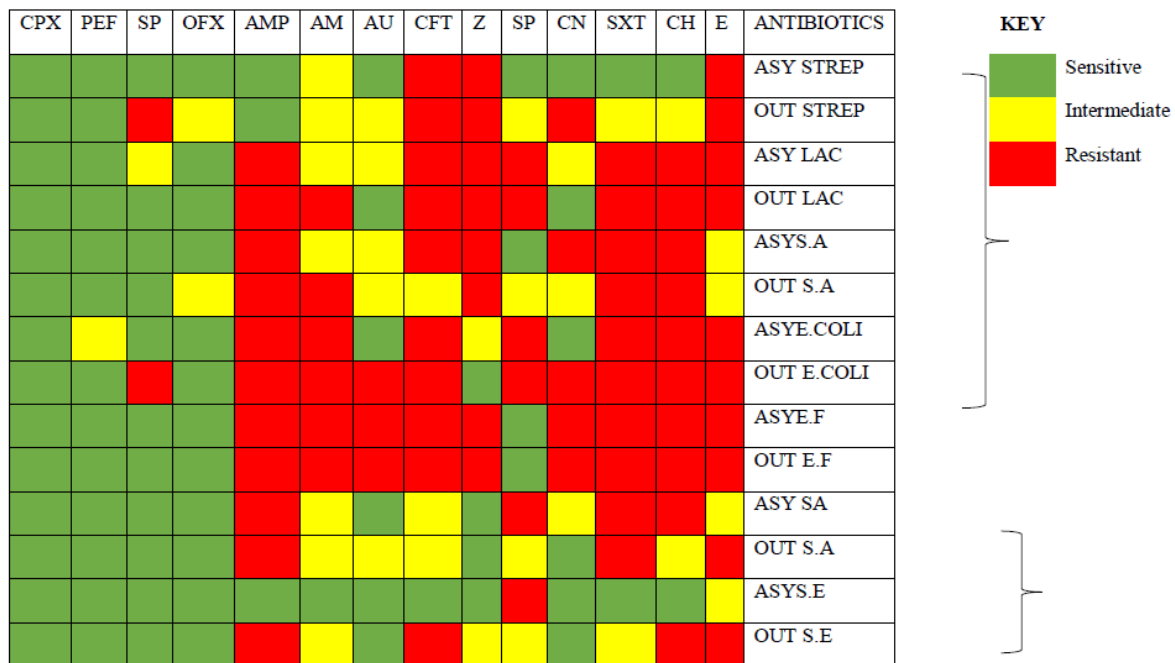 CPX PEF SP OFX AMP AM AU CFT Z SP CN SXT CH E ANTIBIOTICS
ASY STREP
OUT STREP
ASY LAC
OUT LAC
ASYS.A
OUT S.A
ASYE.COLI
OUT E.COLI
ASYE.F
OUT E.F
ASY SA
OUT S.A
ASYS.E
OUT S.E
KEY
Sensitive
Intermediate
Resistant